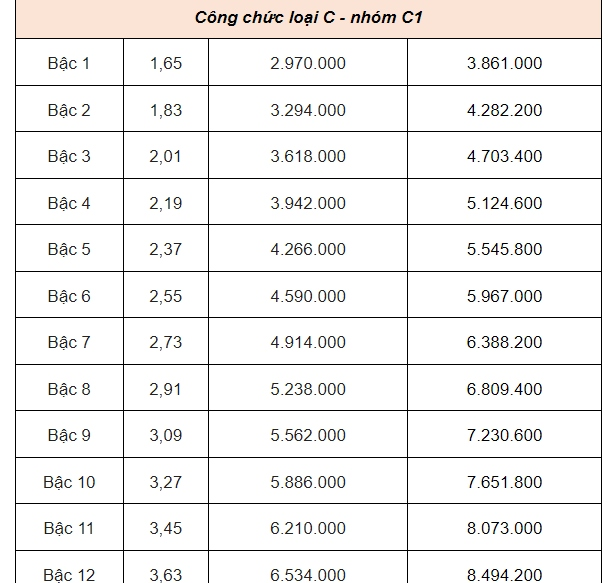 Công chức loại C - nhóm C1
Bậc 1 1,65 2.970.000 3.861.000
Bậc 2 1,83 3.294.000 4.282.200
Bậc 3 2,01 3.618.000 4.703.400
Bậc 4 2,19 3.942.000 5.124.600
Bậc 5 2,37 4.266.000 5.545.800
Bậc 6 2,55 4.590.000 5.967.000
Bậc 7 2,73 4.914.000 6.388.200
Bậc 8 2,91 5.238.000 6.809.400
Bậc 9 3,09 5.562.000 7.230.600
Bậc 10 3,27 5.886.000 7.651.800
Bậc 11 3,45 6.210.000 8.073.000
Bậc 12 3,63 6.534.000 8.494.200